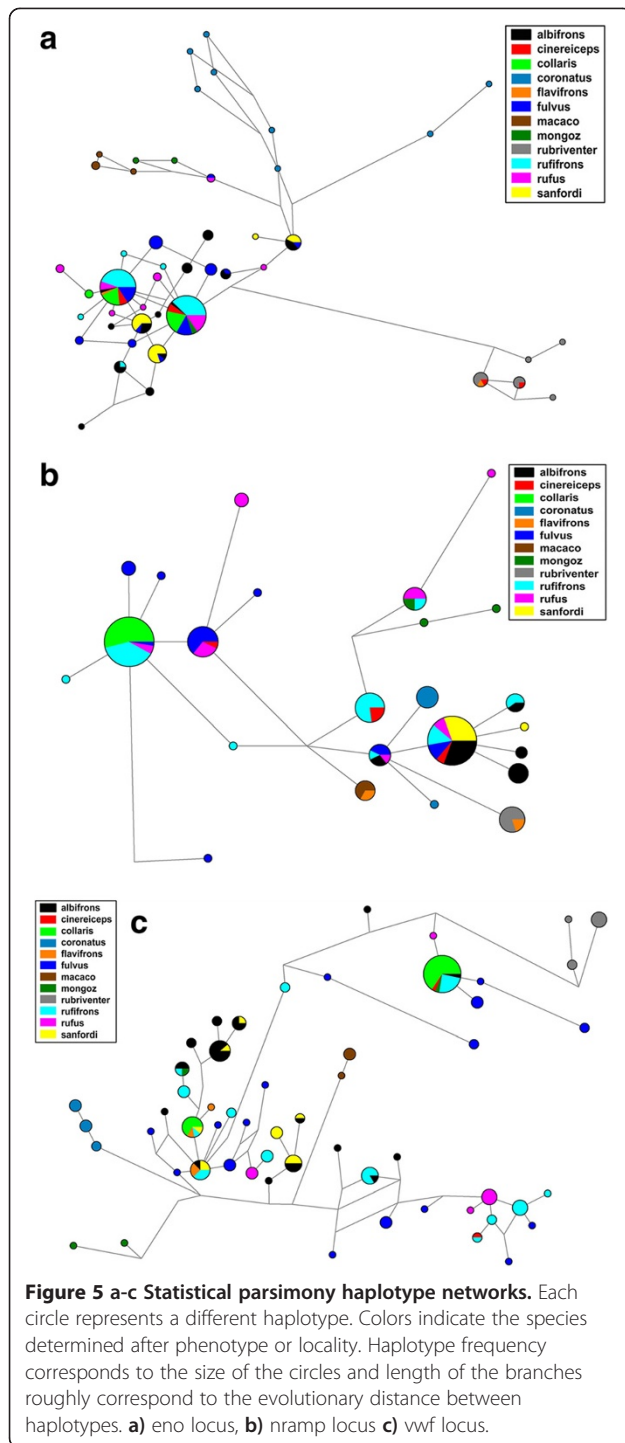 a
albifrons
cinereiceps
collaris
coronatus
flavifrons
fulvus
macaco
mongoz
rubriventer
rufifrons
rufus
sanfordi
b
albifrons
cinereiceps
collaris
coronatus
flavifrons
fulvus
macaco
mongoz
rubriventer
rufifrons
rufus
sanfordi
c
albifrons
cinereiceps
collaris
coronatus
flavifrons
fulvus
macaco
mongoz
rubriventer
rufifrons
rufus
sanfordi
Figure 5 a-c Statistical parsimony haplotype networks. Each
circle represents a different haplotype. Colors indicate the species
determined after phenotype or locality. Haplotype frequency
corresponds to the size of the circles and length of the branches
roughly correspond to the evolutionary distance between
haplotypes. a) eno locus, b) nramp locus c) vwf locus.